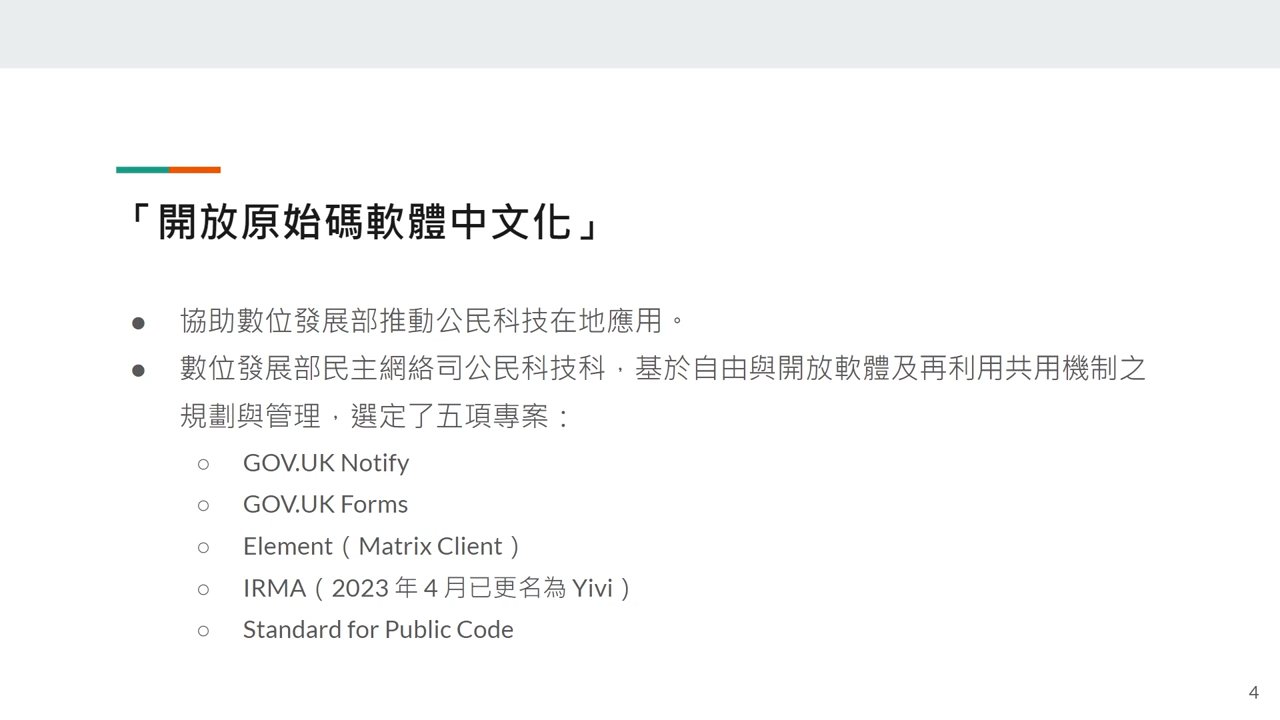 「開放原始碼軟體中文化」
● 協助數位發展部推動公民科技在地應用。
● 數位發展部民主網絡司公民科技科，基於自由與開放軟體及再利用共用機制之
規劃與管理，選定了五項專案：
○ GOV.UK Notify
○ GOV.UK Forms
○ Element（Matrix Client）
○ IRMA（2023 年 4 月已更名為 Yivi）
○ Standard for Public Code
4